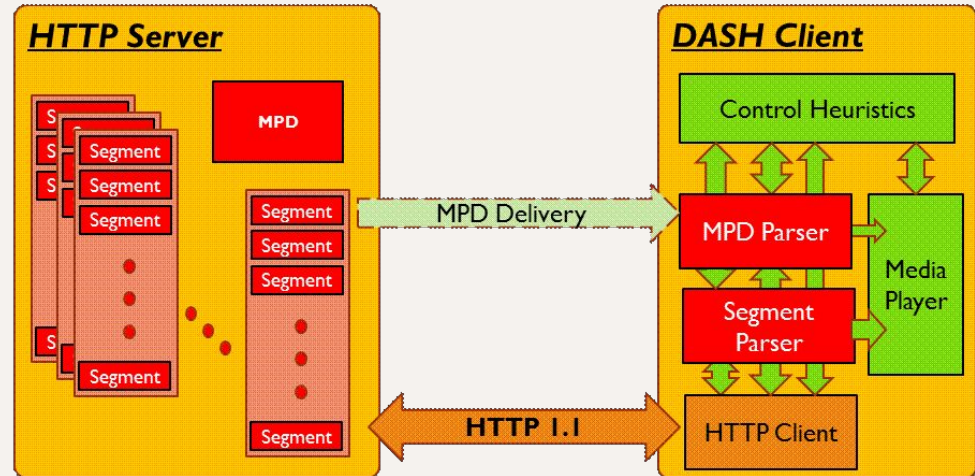 HTTP Server
MPD
Segment
Segment
Segment
Segment
Segment
Segment
Segment
Segment
MPD Delivery
HTTP 1.1
DASH Client
Control Heuristics
MPD Parser
Media
Player
Segment
Parser
HTTP Client